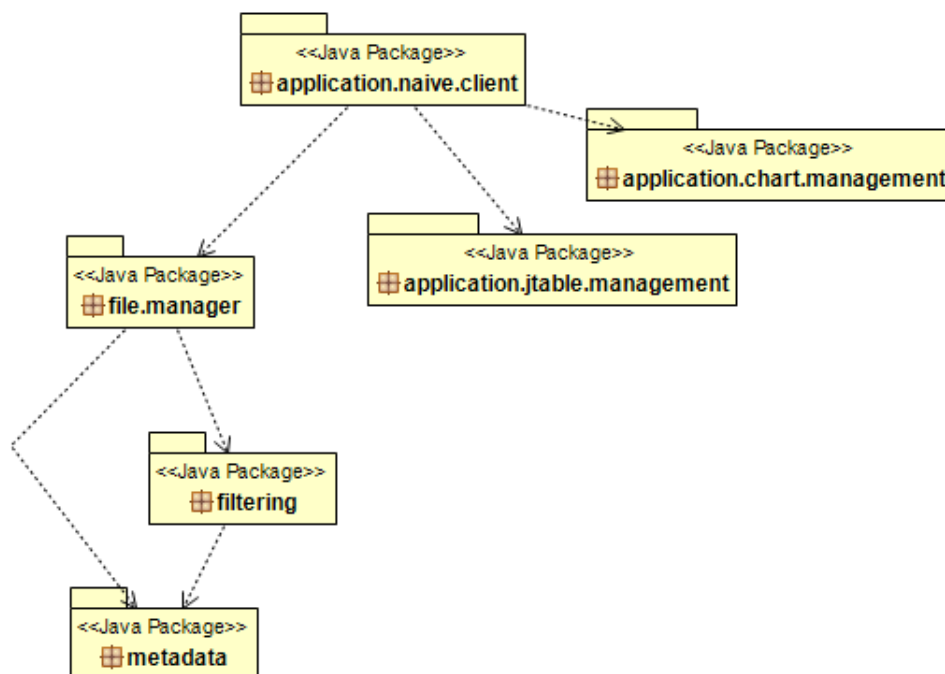 <<Java Package>>
application.naive.client
<<Java Package>>
application.chart.management
<<Java Package>>
application.jtable.management
<<Java Package>>
file.manager
<<Java Package>>
filtering
<<Java Package>>
metadata